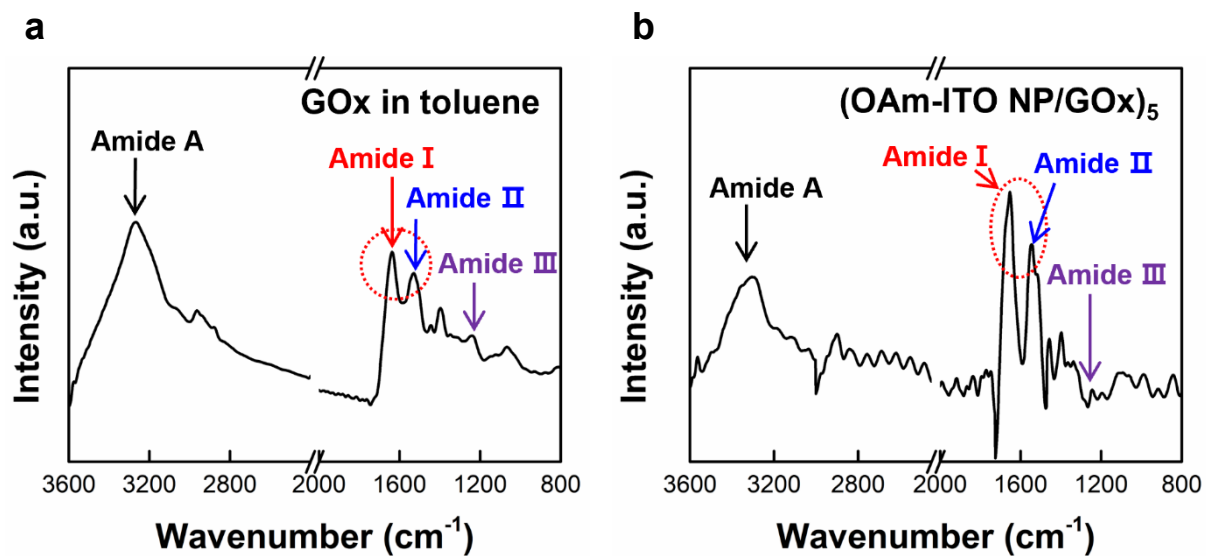 a
GOx in toluene
Amide A
Amide I
Amide II
Amide III
Intensity (a.u.)
3600 3200 2800 2000 1600 1200 800
Wavenumber (cm⁻¹)
b
(OAm-ITO NP/GOx)₅
Amide I
Amide II
Amide A
Amide III
Intensity (a.u.)
3600 3200 2800 2000 1600 1200 800
Wavenumber (cm⁻¹)